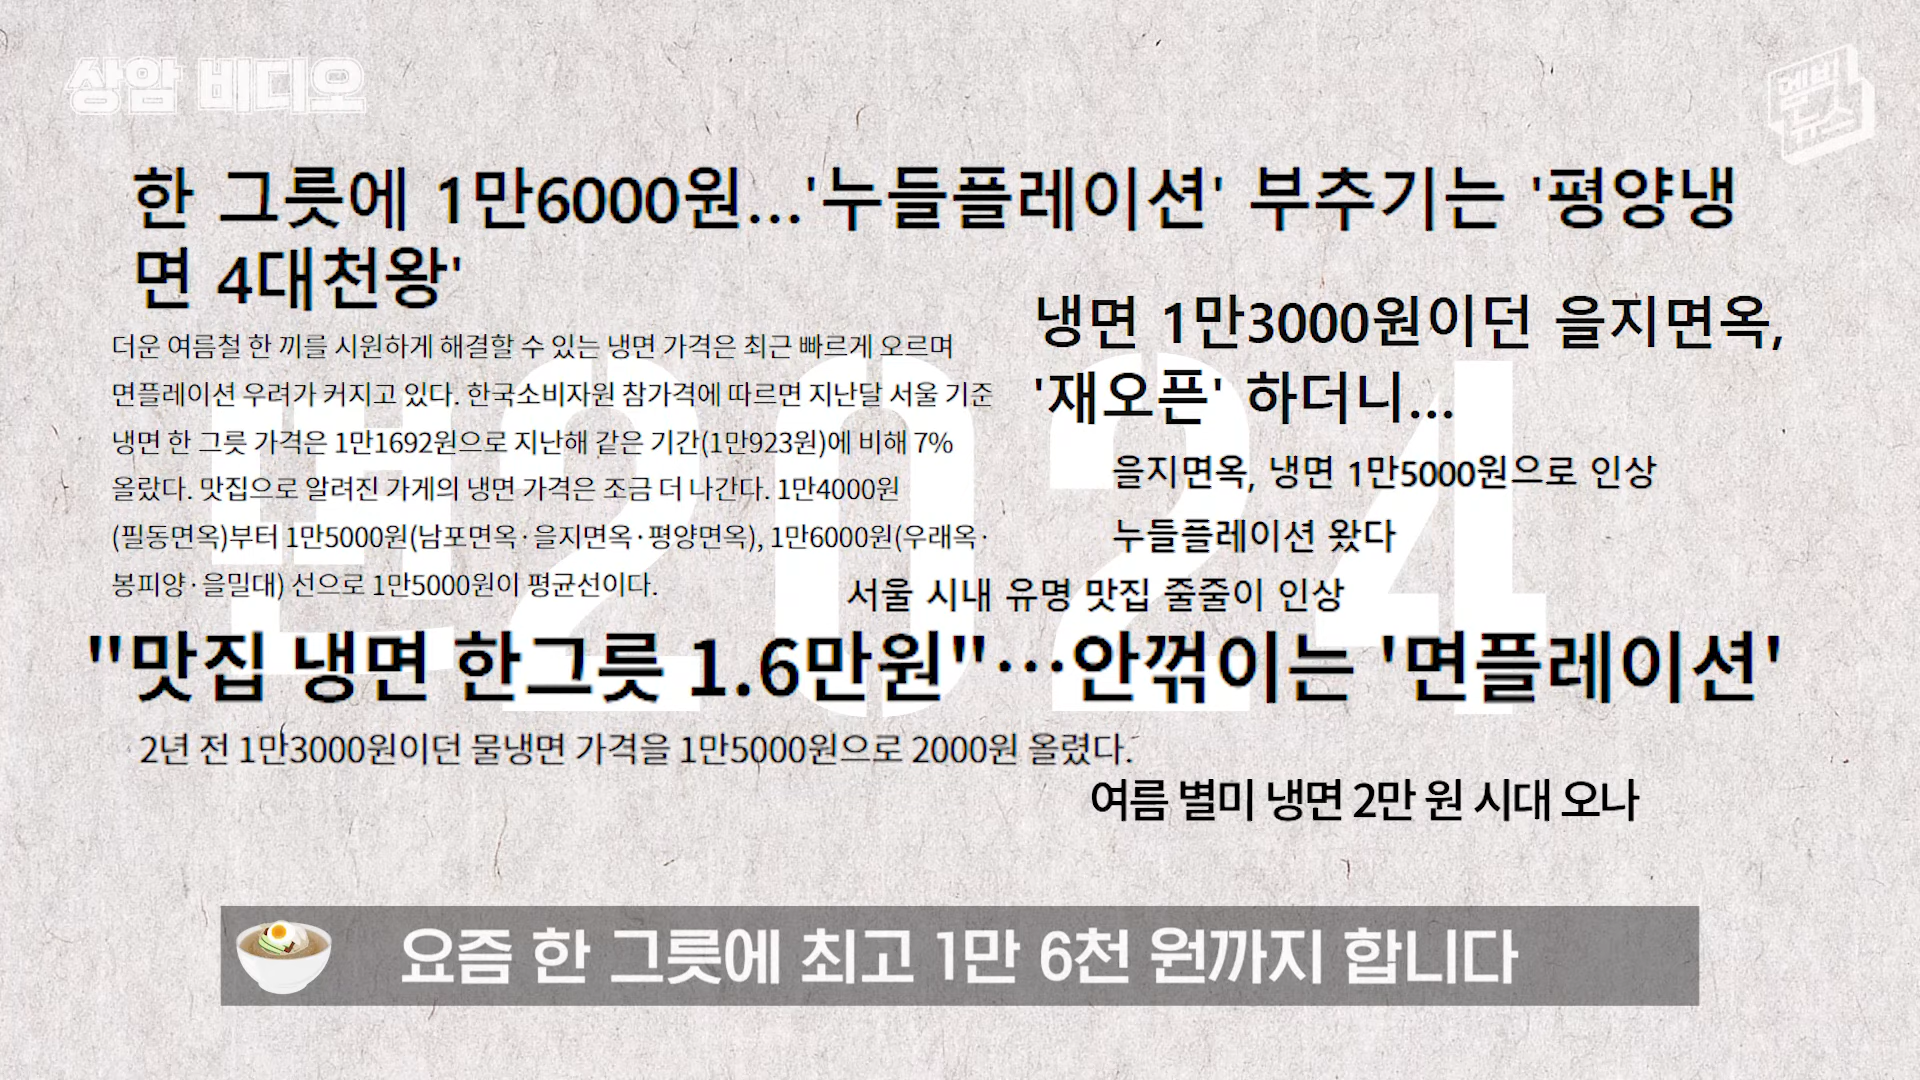 상암 비디오
엠빅
뉴스
한 그릇에 1만6000원...'누들플레이션' 부추기는 '평양냉
면 4대천왕'
더운 여름철 한 끼를 시원하게 해결할 수 있는 냉면 가격은 최근 빠르게 오르며
면플레이션 우려가 커지고 있다. 한국소비자원 참가격에 따르면 지난달 서울 기준
냉면 한 그릇 가격은 1만1692원으로 지난해 같은 기간(1만923원)에 비해 7%
올랐다. 맛집으로 알려진 가게의 냉면 가격은 조금 더 나간다. 1만4000원
(필동면옥)부터 1만5000원(남포면옥·을지면옥·평양면옥), 1만6000원(우래옥·
봉피양·을밀대) 선으로 1만5000원이 평균선이다.
냉면 1만3000원이던 을지면옥,
'재오픈' 하더니...
을지면옥, 냉면 1만5000원으로 인상
누들플레이션 왔다
서울 시내 유명 맛집 줄줄이 인상
2024
"맛집 냉면 한그릇 1.6만원"…안꺾이는 '면플레이션'
2년 전 1만3000원이던 물냉면 가격을 1만5000원으로 2000원 올렸다.
여름 별미 냉면 2만 원 시대 오나
요즘 한 그릇에 최고 1만 6천 원까지 합니다